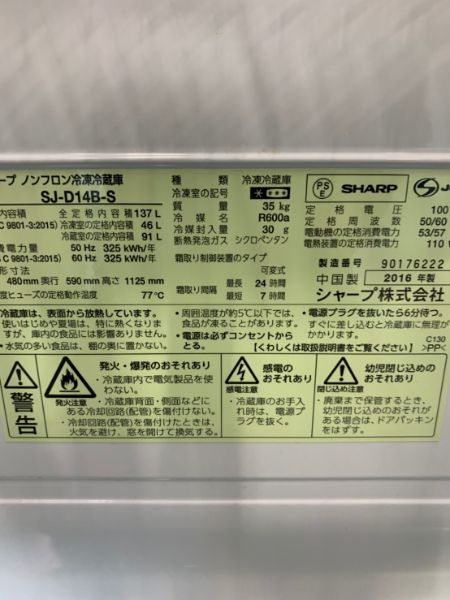 ープ ノンフロン冷凍冷蔵庫
SJ-D14B-S
内容積 全定格内容積 137 L
C 9801-3:2015) 冷凍室の定格内容積 46 L
冷蔵室の定格内容積 91 L
費電力量 50 Hz 325 kWh/年
C 9801-3:2015) 60 Hz 325 kWh/年
形寸法
480mm 奥行 590 mm 高さ 1125 mm
度ヒューズの定格動作温度 77℃
種類 冷凍冷蔵庫
冷凍室の記号
質量 35 kg
冷媒名 R600a
冷媒封入量 30 g
断熱発泡ガス シクロペンタン
霜取り制御装置のタイプ
可変式
霜取り間隔 最長 24 時間
最短 7 時間
PSE SHARP
定格電圧 100
定格周波数 50/60
電動機の定格消費電力 53/57
電熱装置の定格消費電力 110
製造番号 90176222
中国製 2016 年製
シャープ株式会社
冷蔵庫は、表面から放熱しています。
使いはじめや夏場は、特に熱くなりま
すが、庫内の食品に影響はありません。
・水気の多い食品は、横にしない。
・周囲温度が約5℃以下では、
食品が凍ることがあります。
・電源は必ずコンセントから
とる。
・電源プラグを抜いたら6分待つ。
すぐに差し込むと冷蔵庫に無理が
かかります。
【くわしくは取扱説明書をご覧ください】
C130
>PP<
警告
発火・爆発のおそれあり
・冷蔵庫内で電気製品を使
わない。
発火注意
・冷蔵庫背面・側面などに
ある冷却回路(配管)を傷付けない。
・冷却回路(配管)を傷付けたときは、
火気を避け、窓を開けて換気する。
感電の
おそれあり
感電注意
・冷蔵庫のお手入
れ時は、電源プ
ラグを抜く。
幼児閉じ込めの
おそれあり
閉じ込め注意
・廃棄まで保管する時、
幼児閉じ込めのおそれが
ある場合は、ドアパッキン
をはずす。